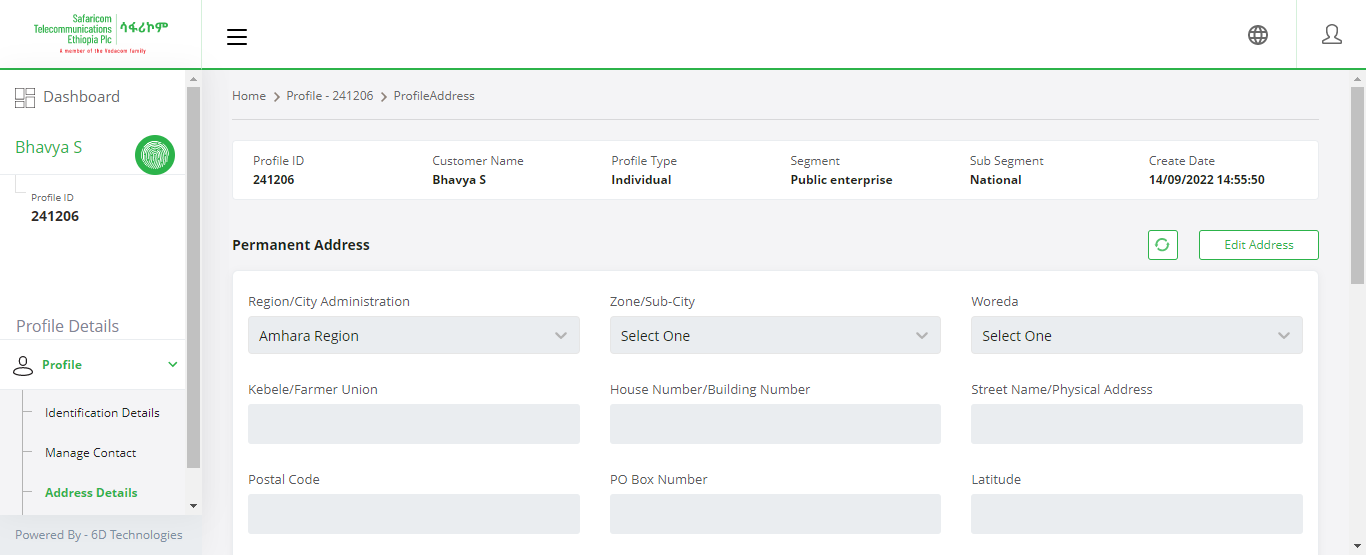 Safaricom
Telecommunications
Ethiopia Plc
ሳፋሪኮም
A member of the Vodacom family
Dashboard
Bhavya S
Profile ID
241206
Profile Details
Profile
Identification Details
Manage Contact
Address Details
Powered By - 6D Technologies
Home > Profile - 241206 > ProfileAddress
Profile ID Customer Name Profile Type Segment Sub Segment Create Date
241206 Bhavya S Individual Public enterprise National 14/09/2022 14:55:50
Permanent Address Edit Address
Region/City Administration Zone/Sub-City Woreda
Amhara Region Select One Select One
Kebele/Farmer Union House Number/Building Number Street Name/Physical Address
Postal Code PO Box Number Latitude